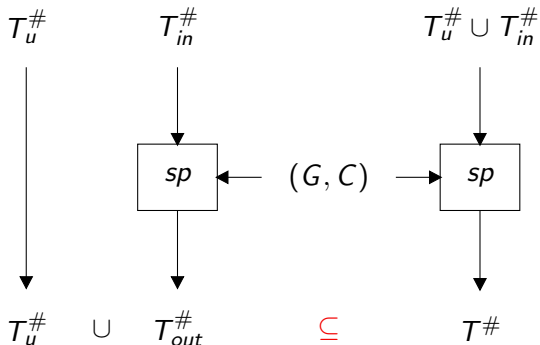 T_u^# T_in^# T_u^# ∪ T_in^#
sp (G, C) sp
T_u^# ∪ T_out^# ⊆ T^#